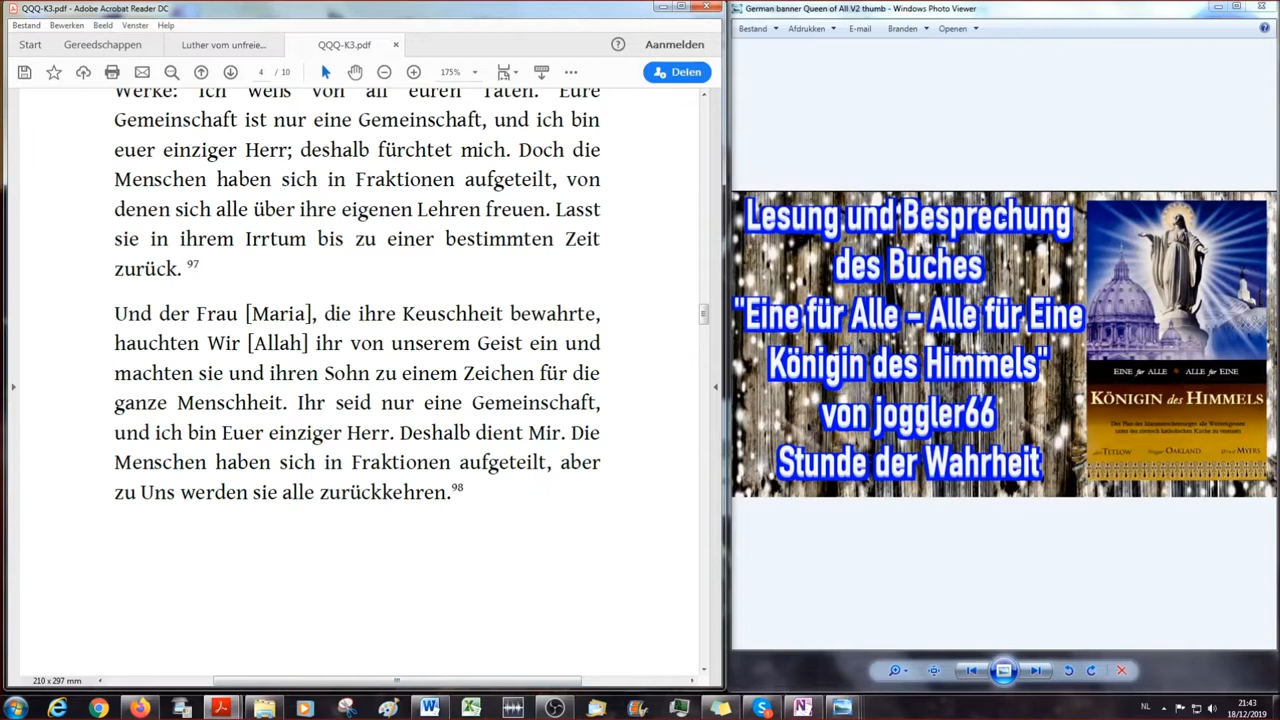 QQQ-K3.pdf - Adobe Acrobat Reader DC
Bestand Bewerken Beeld Venster Help
Start Gereedschappen Luther vom unfreie... QQQ-K3.pdf × Anmelden
4 / 10 175% Delen
Werke: Ich weiß von all euren Taten. Eure
Gemeinschaft ist nur eine Gemeinschaft, und ich bin
euer einziger Herr; deshalb fürchtet mich. Doch die
Menschen haben sich in Fraktionen aufgeteilt, von
denen sich alle über ihre eigenen Lehren freuen. Lasst
sie in ihrem Irrtum bis zu einer bestimmten Zeit
zurück. 97
Und der Frau [Maria], die ihre Keuschheit bewahrte,
hauchten Wir [Allah] ihr von unserem Geist ein und
machten sie und ihren Sohn zu einem Zeichen für die
ganze Menschheit. Ihr seid nur eine Gemeinschaft,
und ich bin Euer einziger Herr. Deshalb dient Mir. Die
Menschen haben sich in Fraktionen aufgeteilt, aber
zu Uns werden sie alle zurückkehren.98
210 x 297 mm
German banner Queen of All V2 thumb - Windows Photo Viewer
Bestand Afdrukken E-mail Branden Openen
Lesung und Besprechung
des Buches
"Eine für Alle – Alle für Eine
Königin des Himmels"
von joggler66
Stunde der Wahrheit
EINE für ALLE * ALLE für EINE
KÖNIGIN des HIMMELS
TETLOW Roger OAKLAND MYERS
NL
21:43
18/12/2019